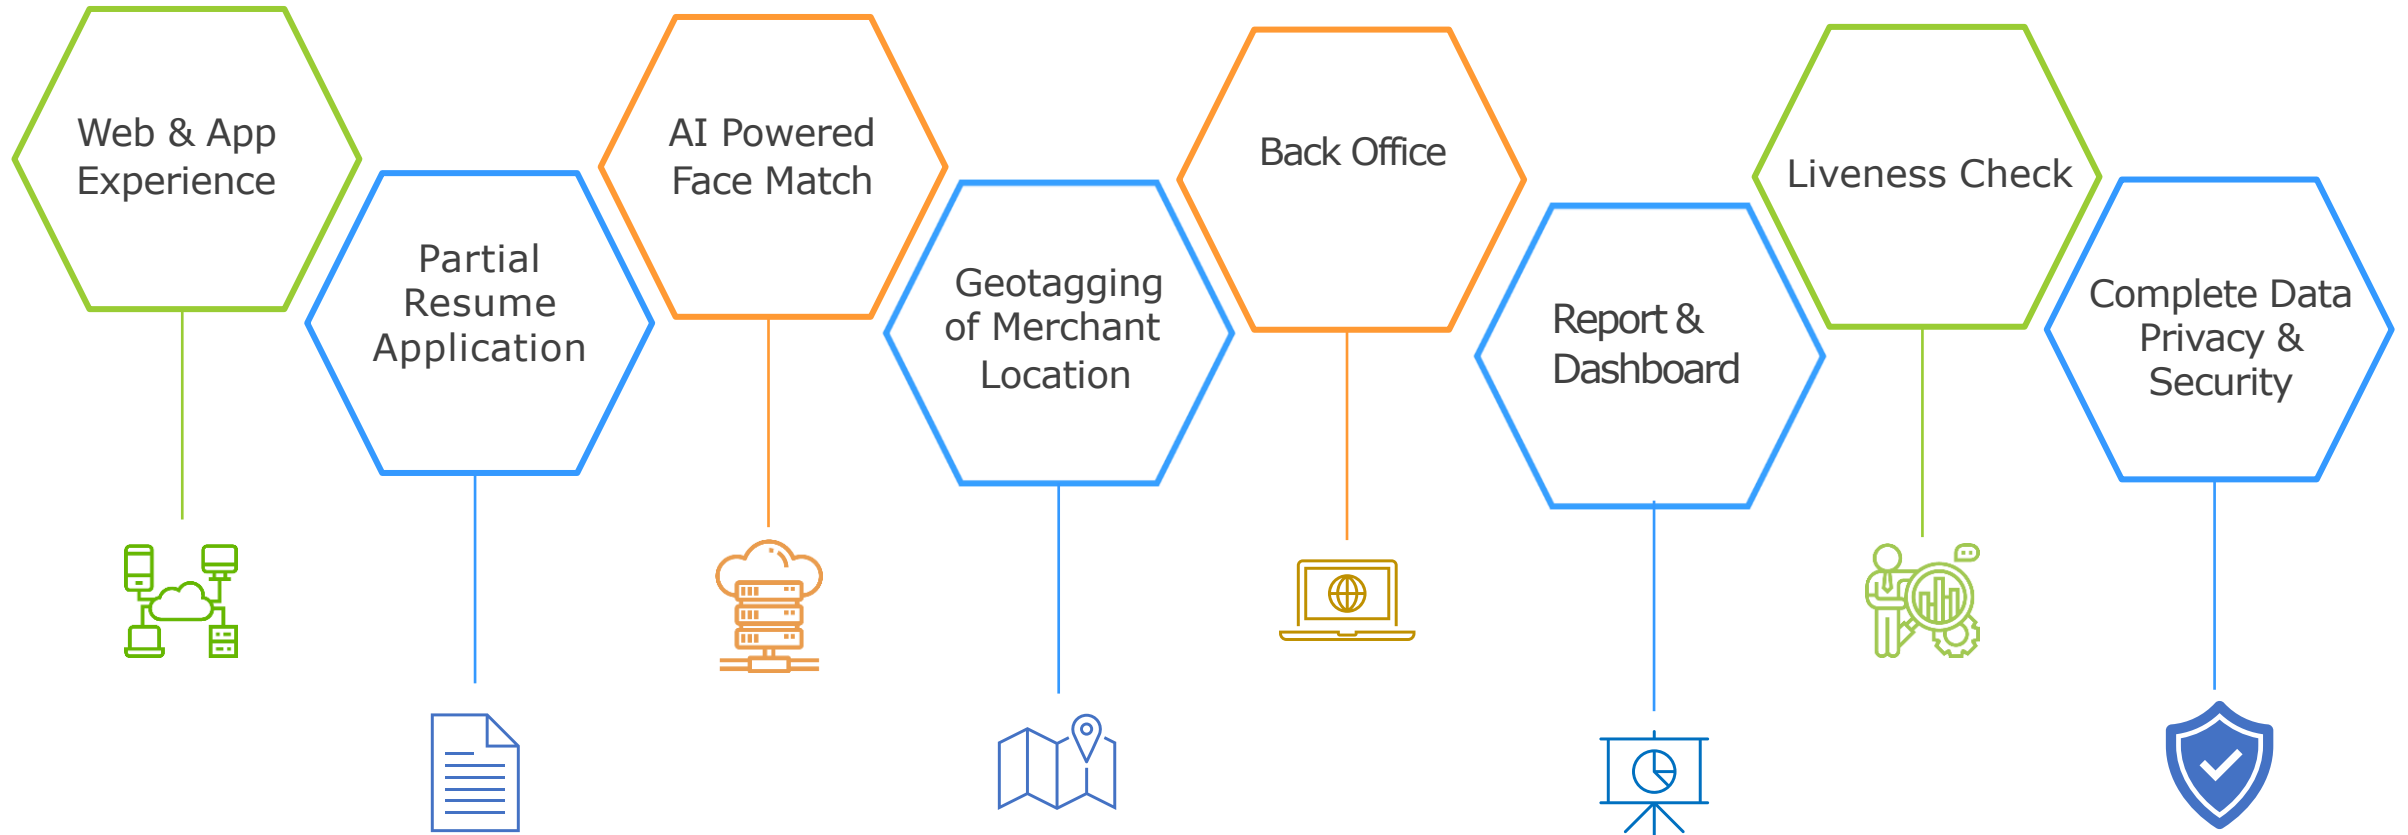 Web & App
Experience
Partial
Resume
Application
AI Powered
Face Match
Geotagging
of Merchant
Location
Back Office
Report &
Dashboard
Liveness Check
Complete Data
Privacy &
Security